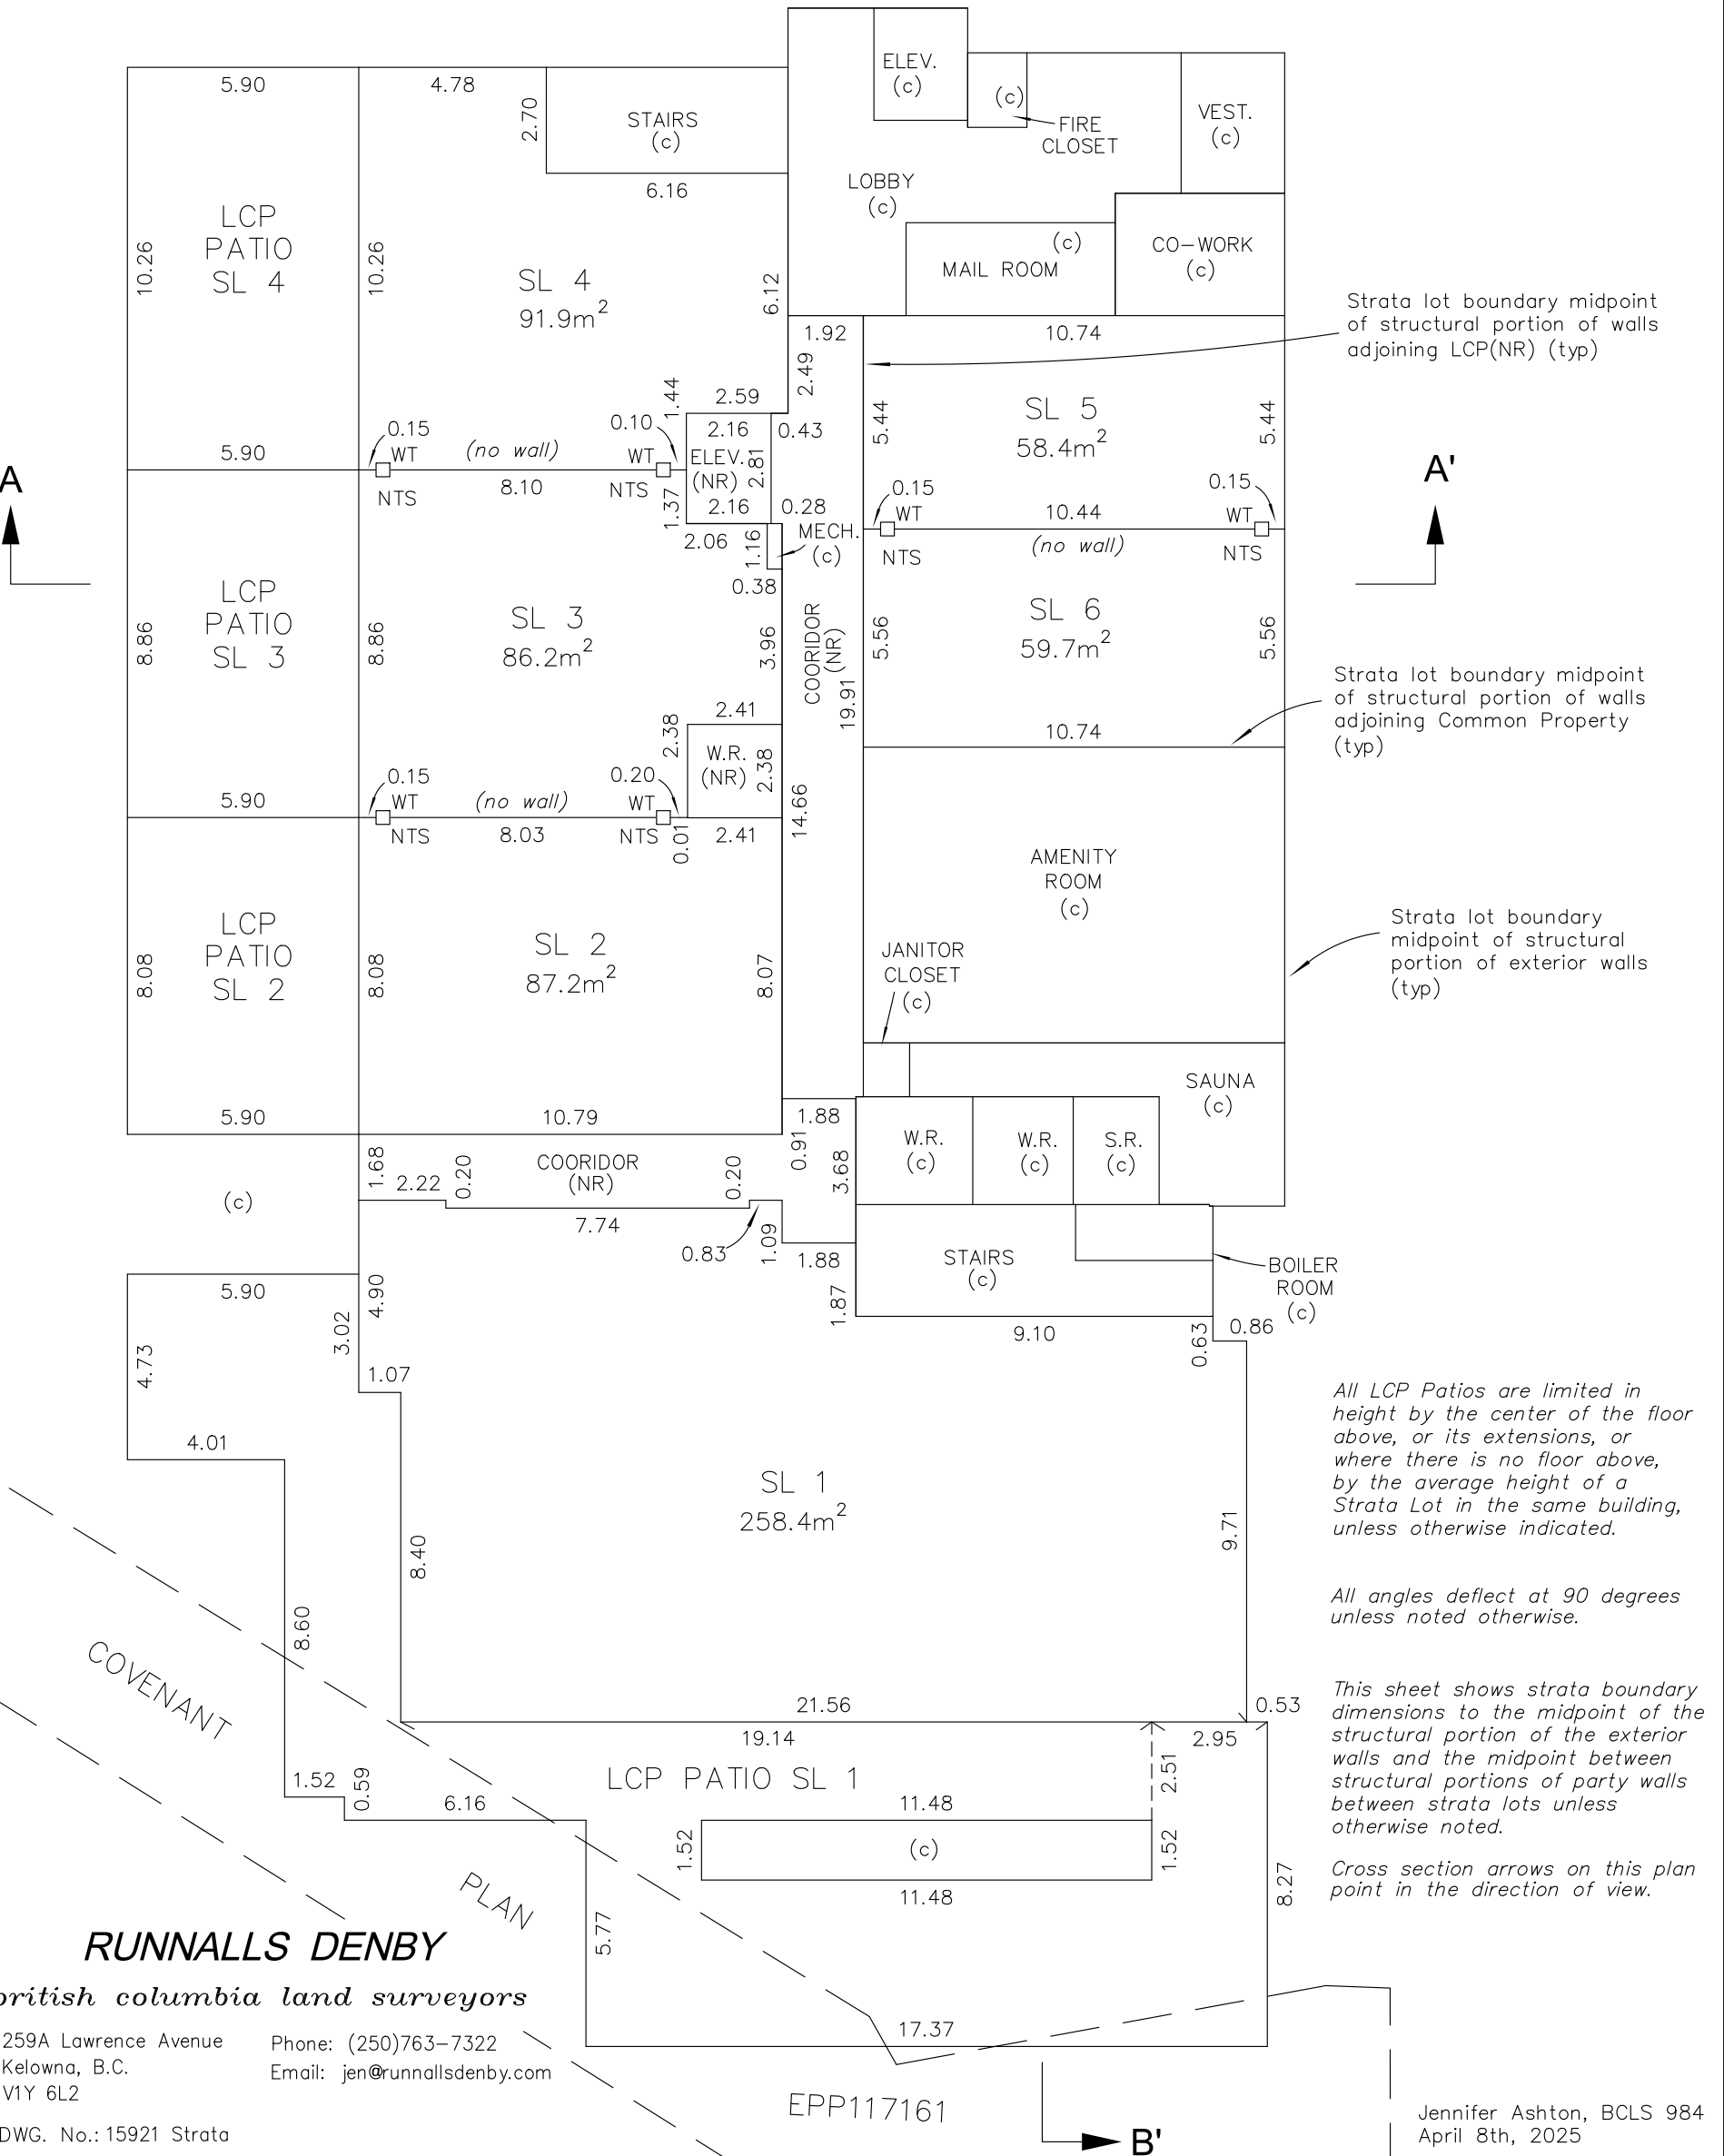 ELEV.
(c)
(c)
FIRE
CLOSET
VEST.
(c)
5.90
4.78
2.70
STAIRS
(c)
6.16
LOBBY
(c)
(c)
MAIL ROOM
CO-WORK
(c)
LCP
PATIO
SL 4
10.26
10.26
SL 4
91.9m²
6.12
1.92
10.74
Strata lot boundary midpoint
of structural portion of walls
adjoining LCP(NR) (typ)
2.49
1.44
2.59
2.16
0.43
5.44
SL 5
58.4m²
5.44
0.15
WT
(no wall)
0.10
WT
ELEV.
(NR)
2.81
5.90
8.10
NTS
NTS
1.37
2.16
0.28
A
A'
0.15
WT
10.44
0.15
WT
(no wall)
NTS
NTS
2.06
1.16
MECH.
(c)
0.38
LCP
PATIO
SL 3
8.86
8.86
SL 3
86.2m²
3.96
COORIDOR
(NR)
19.91
5.56
SL 6
59.7m²
5.56
Strata lot boundary midpoint
of structural portion of walls
adjoining Common Property
(typ)
10.74
2.41
2.38
W.R.
(NR)
2.38
0.15
WT
(no wall)
0.20
WT
5.90
8.03
NTS
NTS
0.01
2.41
14.66
AMENITY
ROOM
(c)
LCP
PATIO
SL 2
8.08
8.08
SL 2
87.2m²
8.07
JANITOR
CLOSET
(c)
Strata lot boundary
midpoint of structural
portion of exterior walls
(typ)
SAUNA
(c)
5.90
10.79
1.88
0.91
3.68
W.R.
(c)
W.R.
(c)
S.R.
(c)
1.68
2.22
0.20
COORIDOR
(NR)
0.20
(c)
7.74
0.83
1.09
1.88
STAIRS
(c)
BOILER
ROOM
(c)
5.90
4.90
3.02
1.87
9.10
0.63
0.86
4.73
1.07
4.01
SL 1
258.4m²
8.40
9.71
8.60
All LCP Patios are limited in
height by the center of the floor
above, or its extensions, or
where there is no floor above,
by the average height of a
Strata Lot in the same building,
unless otherwise indicated.
All angles deflect at 90 degrees
unless noted otherwise.
COVENANT
21.56
0.53
19.14
2.95
LCP PATIO SL 1
2.51
1.52
0.59
6.16
11.48
1.52
(c)
1.52
11.48
8.27
This sheet shows strata boundary
dimensions to the midpoint of the
structural portion of the exterior
walls and the midpoint between
structural portions of party walls
between strata lots unless
otherwise noted.
Cross section arrows on this plan
point in the direction of view.
PLAN
5.77
17.37
RUNNALLS DENBY
british columbia land surveyors
259A Lawrence Avenue
Kelowna, B.C.
V1Y 6L2
Phone: (250)763-7322
Email: jen@runnallsdenby.com
DWG. No.: 15921 Strata
EPP117161
B'
Jennifer Ashton, BCLS 984
April 8th, 2025